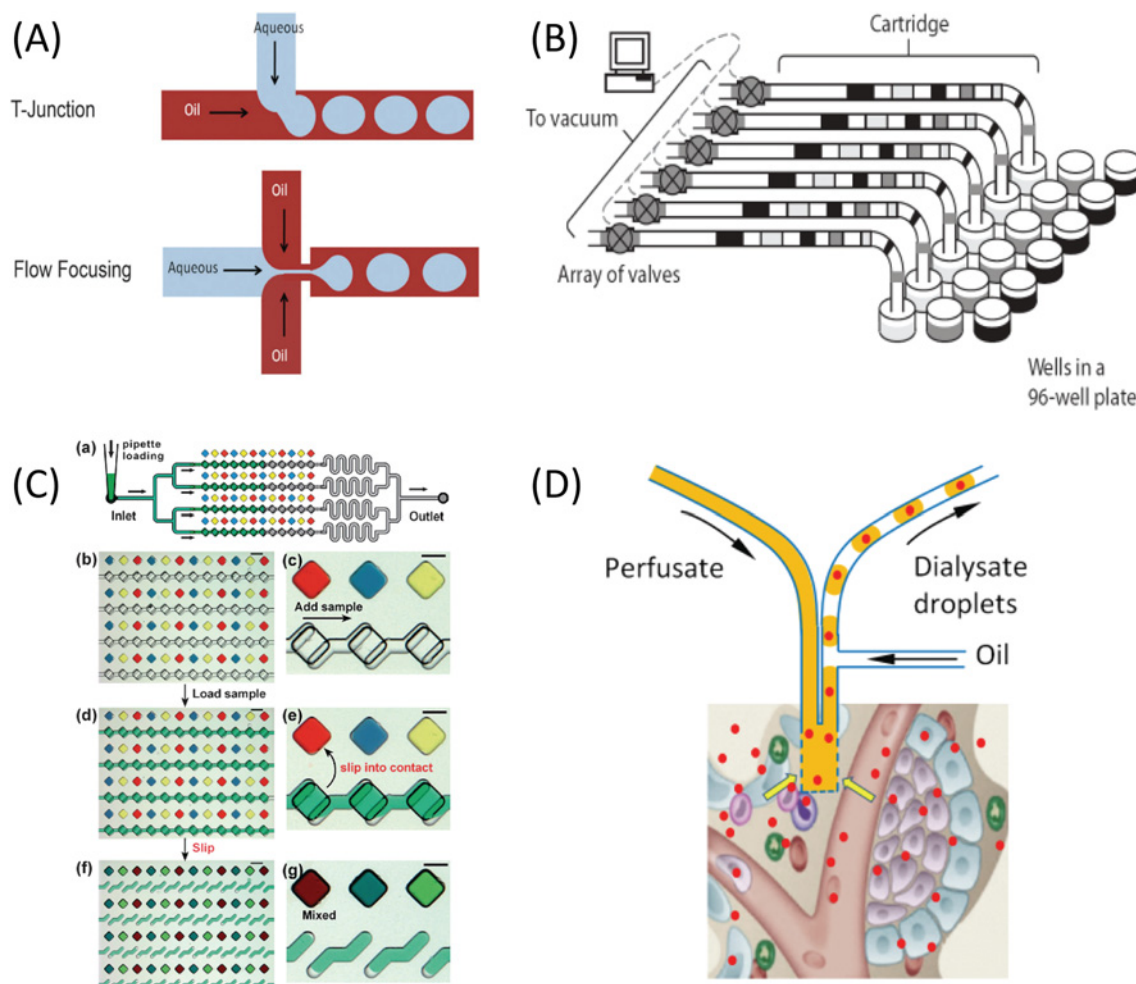 (A)
Aqueous
T-Junction
Oil
Oil
Flow Focusing
Aqueous
Oil
(B)
Cartridge
To vacuum
Array of valves
Wells in a
96-well plate
(C)
(a)
pipette
loading
Inlet
Outlet
(b)
(c)
Add sample
Load sample
(d)
(e)
slip into contact
Slip
(f)
(g)
Mixed
(D)
Perfusate
Dialysate
droplets
Oil